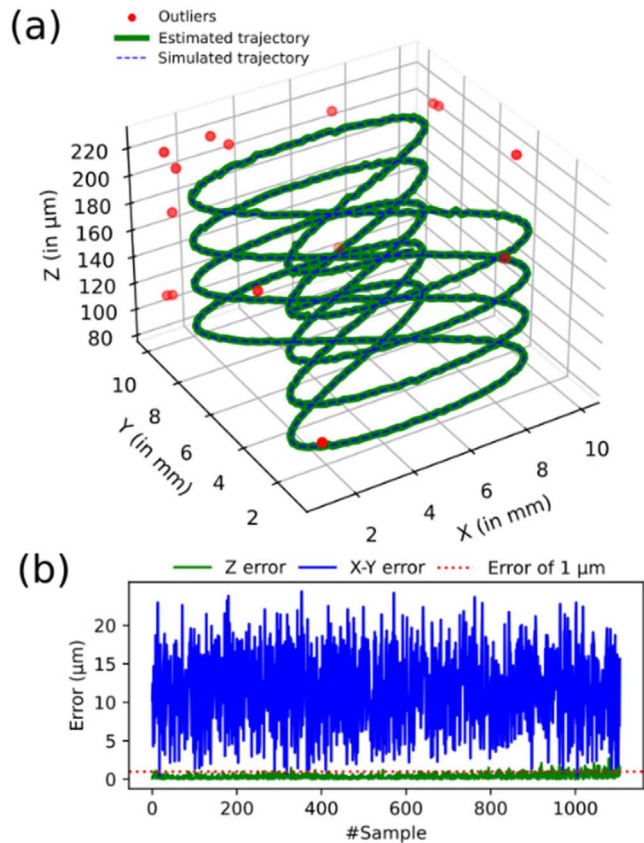 (a)
Outliers
Estimated trajectory
Simulated trajectory
220
200
180
160
140
120
100
80
Z (in µm)
10
8
6
4
2
Y (in mm)
2
4
6
8
10
X (in mm)
(b)
Z error X-Y error Error of 1 µm
20
15
10
5
0
Error (µm)
0 200 400 600 800 1000
#Sample